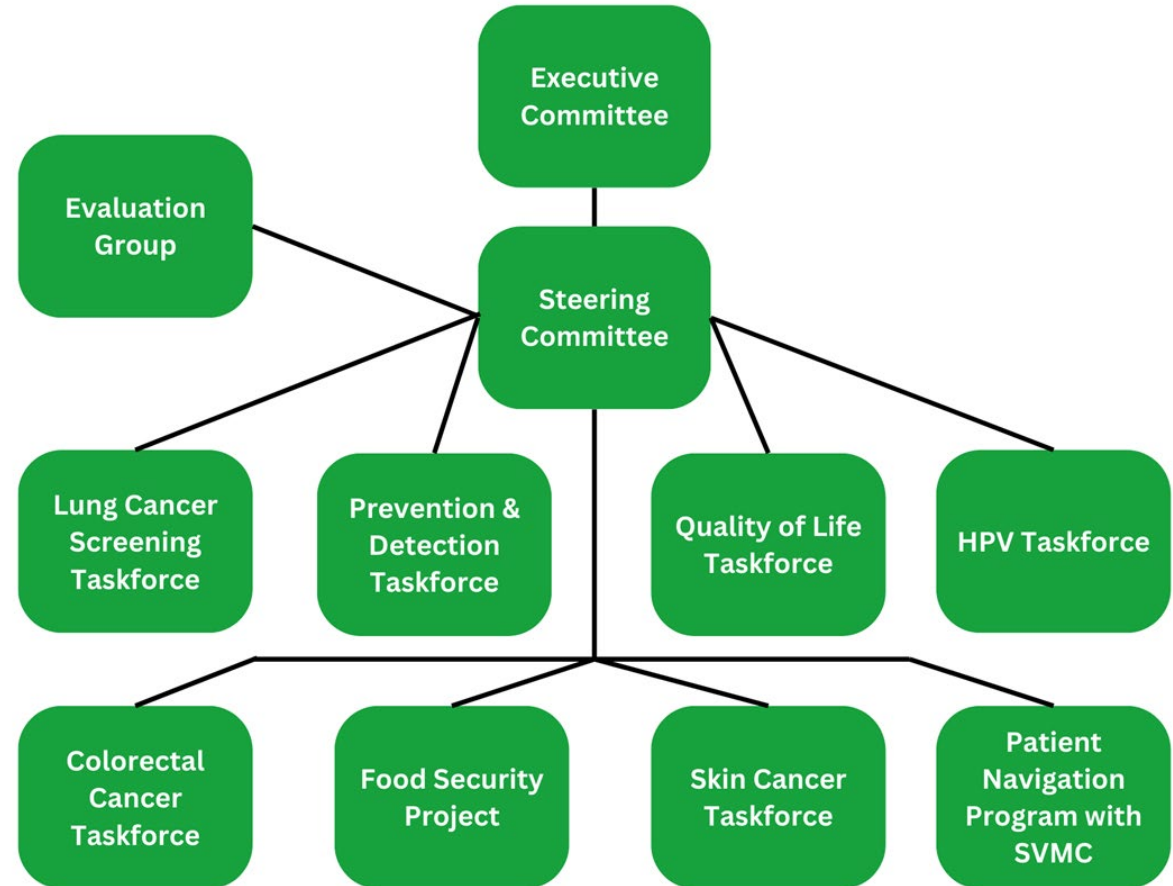 Executive
Committee
Evaluation
Group
Steering
Committee
Lung Cancer
Screening
Taskforce
Prevention &
Detection
Taskforce
Quality of Life
Taskforce
HPV Taskforce
Colorectal
Cancer
Taskforce
Food Security
Project
Skin Cancer
Taskforce
Patient
Navigation
Program with
SVMC